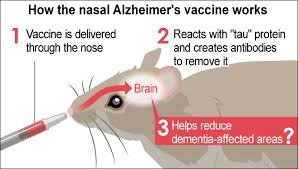 How the nasal Alzheimer's vaccine works
1 Vaccine is delivered
through the nose
2 Reacts with "tau" protein
and creates antibodies
to remove it
Brain
3 Helps reduce
dementia-affected areas ?